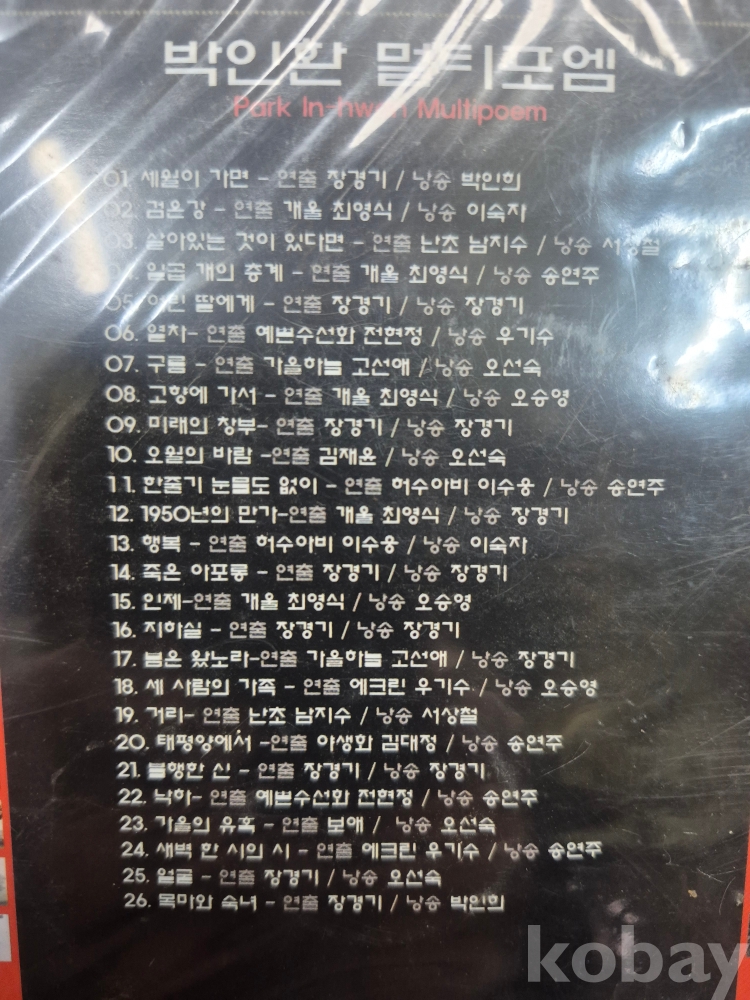 박인환 멀티포엠
Park In-hwan Multipoem
01. 세월이 가면 - 연출 장경기 / 낭송 박인희
02. 검은강 - 연출 개울 최영식 / 낭송 이숙자
03. 살아있는 것이 있다면 - 연출 난초 남지수 / 낭송 서상철
04. 일곱 개의 층계 - 연출 개울 최영식 / 낭송 송연주
05. 어린 딸에게 - 연출 장경기 / 낭송 장경기
06. 열차- 연출 예쁜수선화 전현정 / 낭송 우기수
07. 구름 - 연출 가을하늘 고선애 / 낭송 오선숙
08. 고향에 가서 - 연출 개울 최영식 / 낭송 오승영
09. 미래의 창부- 연출 장경기 / 낭송 장경기
10. 오월의 바람 -연출 김재윤 / 낭송 오선숙
11. 한줄기 눈물도 없이 - 연출 허수아비 이수용 / 낭송 송연주
12. 1950년의 만가-연출 개울 최영식 / 낭송 장경기
13. 행복 - 연출 허수아비 이수용 / 낭송 이숙자
14. 죽은 아포롱 - 연출 장경기 / 낭송 장경기
15. 인제-연출 개울 최영식 / 낭송 오승영
16. 지하실 - 연출 장경기 / 낭송 장경기
17. 봄은 왔노라-연출 가을하늘 고선애 / 낭송 장경기
18. 세 사람의 가족 - 연출 에크린 우기수 / 낭송 오승영
19. 거리- 연출 난초 남지수 / 낭송 서상철
20. 태평양에서 -연출 야생화 김대정 / 낭송 송연주
21. 불행한 신 - 연출 장경기 / 낭송 장경기
22. 낙하- 연출 예쁜수선화 전현정 / 낭송 송연주
23. 가을의 유혹 - 연출 보애 / 낭송 오선숙
24. 새벽 한 시의 시 - 연출 에크린 우기수 / 낭송 송연주
25. 얼굴 - 연출 장경기 / 낭송 오선숙
26. 목마와 숙녀 - 연출 장경기 / 낭송 박인희
kobay